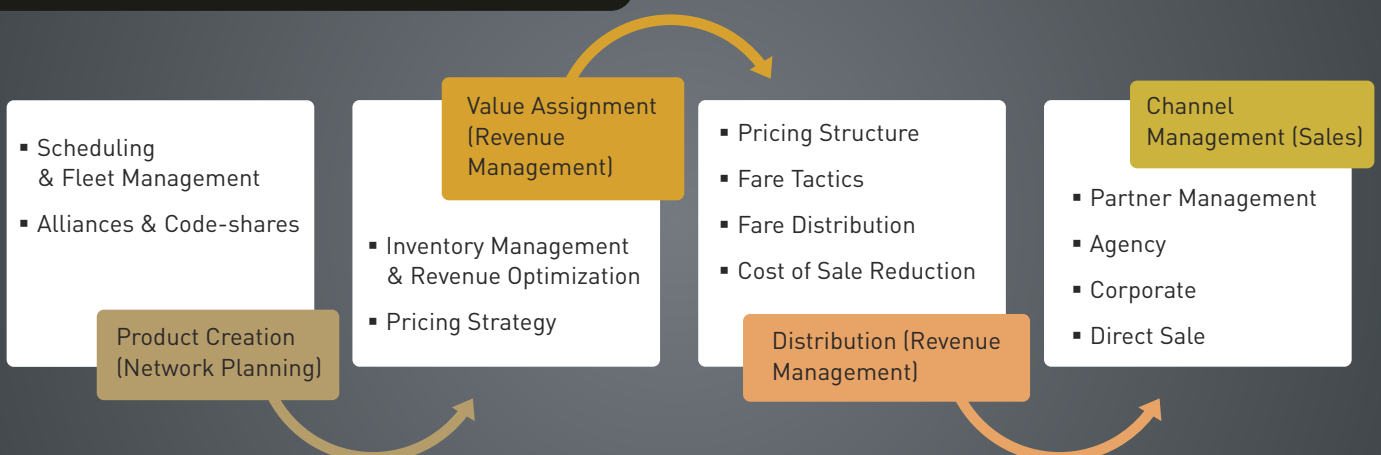 ▪ Scheduling
& Fleet Management
▪ Alliances & Code-shares
Product Creation
(Network Planning)
Value Assignment
(Revenue
Management)
▪ Inventory Management
& Revenue Optimization
▪ Pricing Strategy
▪ Pricing Structure
▪ Fare Tactics
▪ Fare Distribution
▪ Cost of Sale Reduction
Distribution (Revenue
Management)
Channel
Management (Sales)
▪ Partner Management
▪ Agency
▪ Corporate
▪ Direct Sale